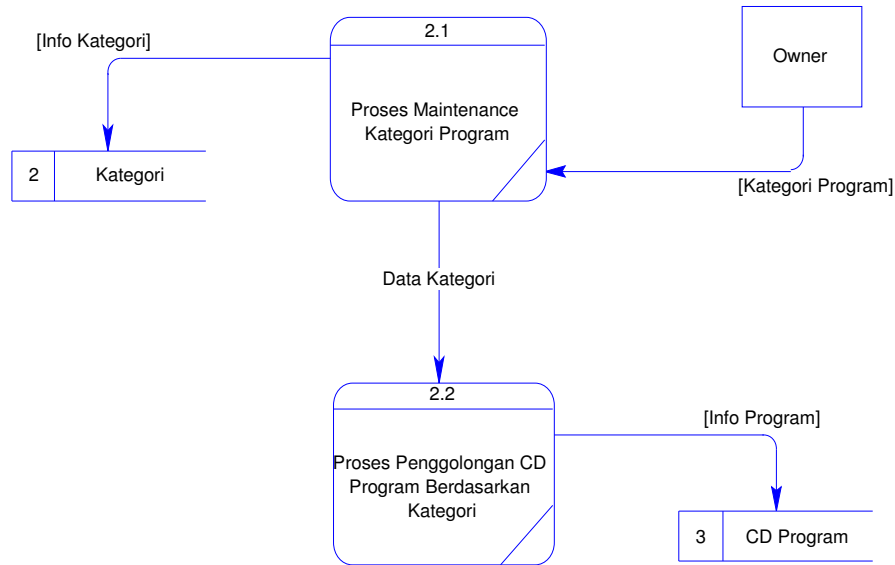 2.1
[Info Kategori]
Owner
Proses Maintenance
Kategori Program
2
Kategori
[Kategori Program]
Data Kategori
2.2
[Info Program]
Proses Penggolongan CD
Program Berdasarkan
Kategori
3
CD Program